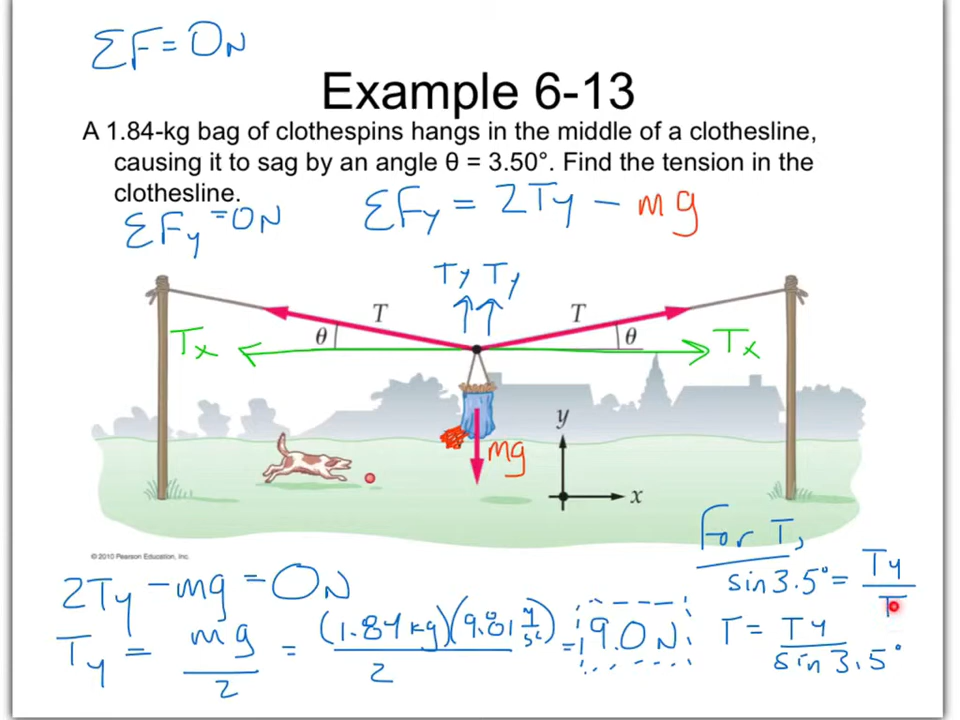 ΣF = 0N
Example 6-13
A 1.84-kg bag of clothespins hangs in the middle of a clothesline,
causing it to sag by an angle θ = 3.50°. Find the tension in the
clothesline.
ΣFy = 0N
ΣFy = 2Ty - mg
Ty Ty
T T
θ θ
Tx Tx
mg
y
x
© 2010 Pearson Education, Inc.
For T,
sin 3.5° = Ty / T
2Ty - mg = 0N
Ty = mg / 2 = (1.84 kg)(9.81 m/s²) / 2 = 9.0 N
T = Ty / sin 3.5°